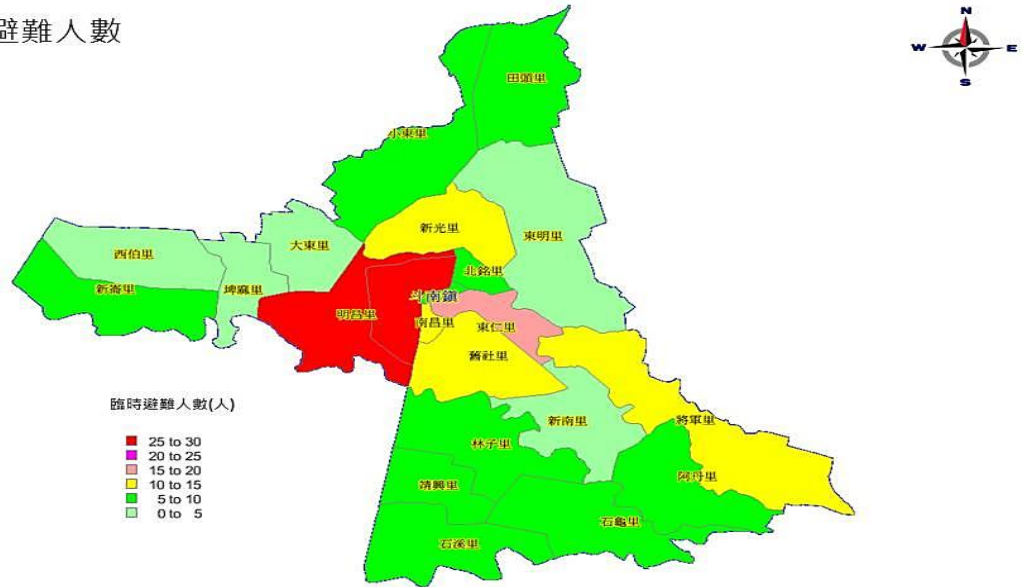 避難人數
N
W
E
S
田頭里
小東里
新光里
東明里
大東里
西伯里
北銘里
新崙里
埤麻里
斗南鎮
明昌里
南昌里
東仁里
舊社里
臨時避難人數(人)
25 to 30
20 to 25
15 to 20
10 to 15
5 to 10
0 to 5
新南里
將軍里
林子里
阿丹里
靖興里
石龜里
石溪里